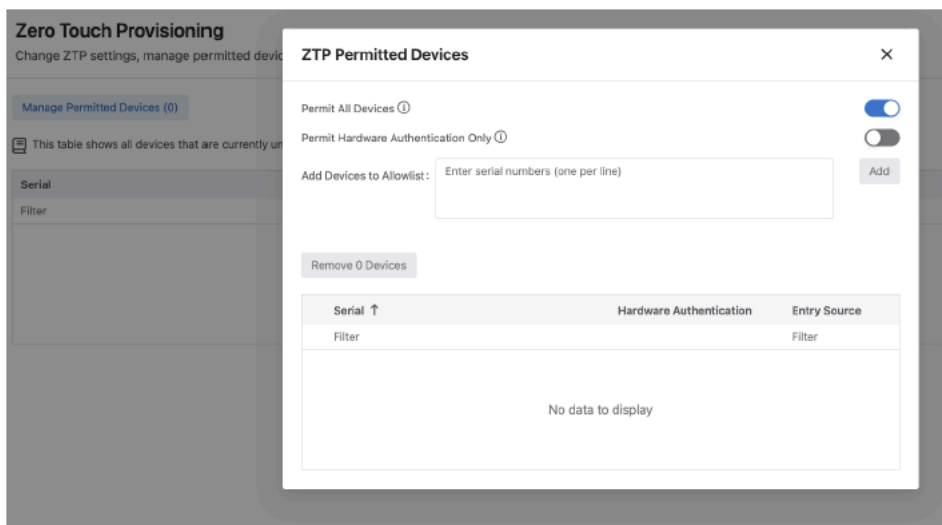 Zero Touch Provisioning
Change ZTP settings, manage permitted devic
Manage Permitted Devices (0)
This table shows all devices that are currently un
Serial
Filter
ZTP Permitted Devices
Permit All Devices
Permit Hardware Authentication Only
Add Devices to Allowlist: Enter serial numbers (one per line) Add
Remove 0 Devices
Serial ↑ Hardware Authentication Entry Source
Filter Filter
No data to display